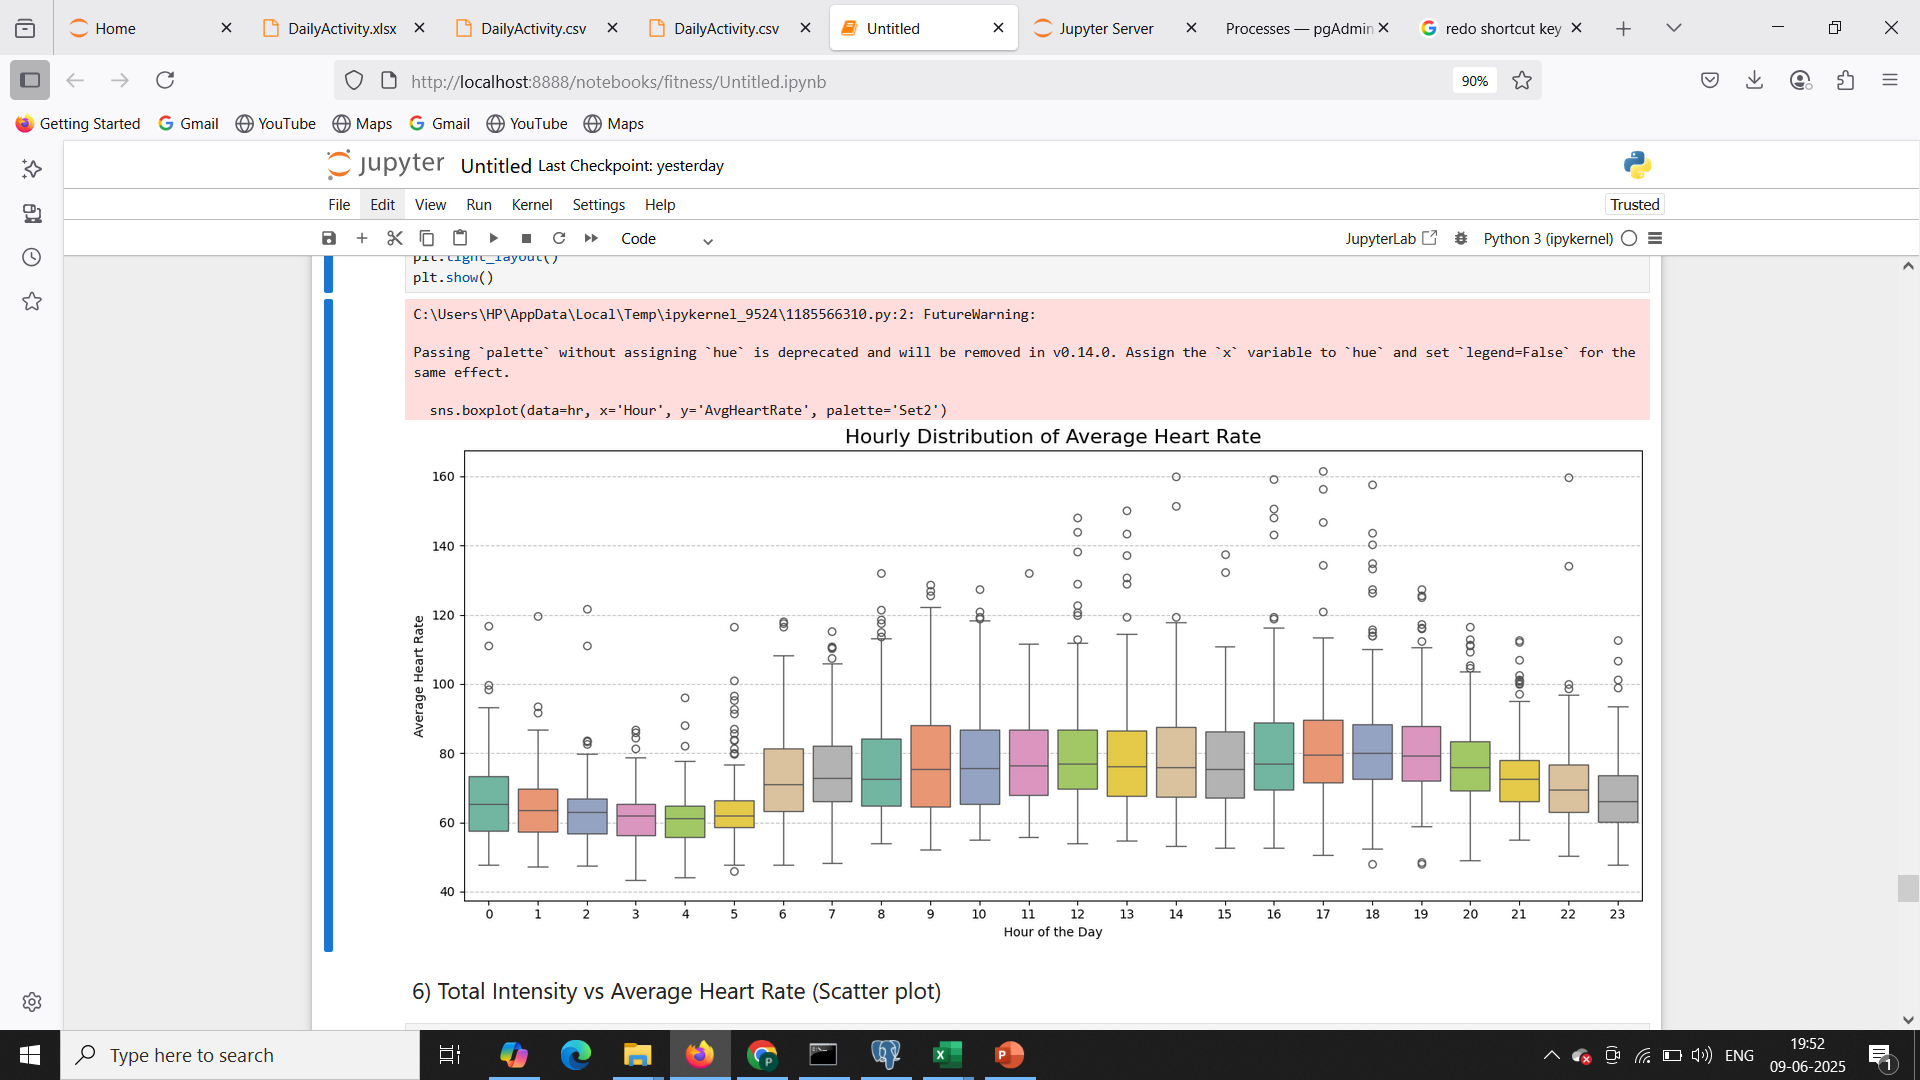 Home
DailyActivity.xlsx
DailyActivity.csv
DailyActivity.csv
Untitled
Jupyter Server
Processes — pgAdmin
redo shortcut key
http://localhost:8888/notebooks/fitness/Untitled.ipynb
90%
Getting Started
Gmail
YouTube
Maps
Gmail
YouTube
Maps
jupyter
Untitled Last Checkpoint: yesterday
File Edit View Run Kernel Settings Help
Trusted
Code
JupyterLab
Python 3 (ipykernel)
plt.tight_layout()
plt.show()
C:\Users\HP\AppData\Local\Temp\ipykernel_9524\1185566310.py:2: FutureWarning:
Passing `palette` without assigning `hue` is deprecated and will be removed in v0.14.0. Assign the `x` variable to `hue` and set `legend=False` for the
same effect.
sns.boxplot(data=hr, x='Hour', y='AvgHeartRate', palette='Set2')
Hourly Distribution of Average Heart Rate
160
140
120
100
80
60
40
Average Heart Rate
0 1 2 3 4 5 6 7 8 9 10 11 12 13 14 15 16 17 18 19 20 21 22 23
Hour of the Day
6) Total Intensity vs Average Heart Rate (Scatter plot)
Type here to search
ENG
19:52
09-06-2025
1